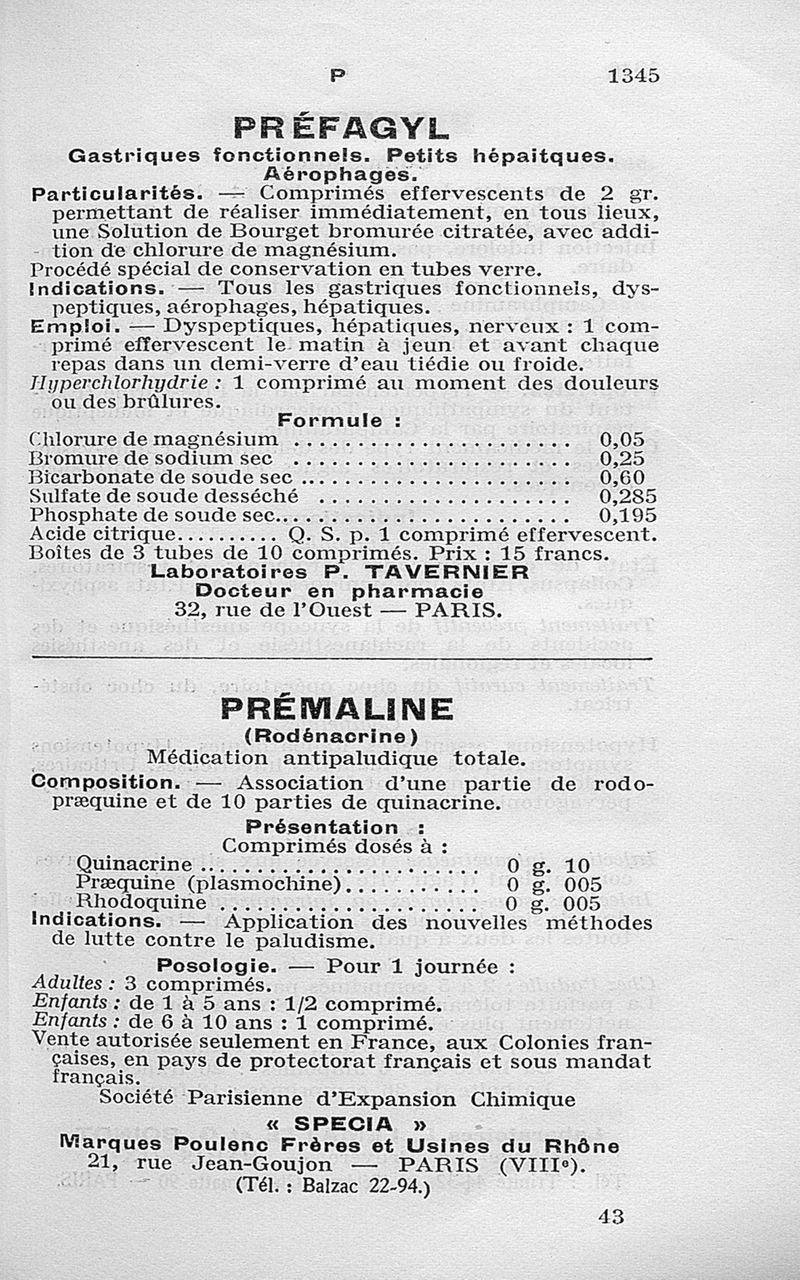 P 1345
PRÉFAGYL
Gastriques fonctionnels. Petits hépaitques.
Aérophages.
Particularités. — Comprimés effervescents de 2 gr.
permettant de réaliser immédiatement, en tous lieux,
une Solution de Bourget bromurée citratée, avec addi-
tion de chlorure de magnésium.
Procédé spécial de conservation en tubes verre.
Indications. — Tous les gastriques fonctionnels, dys-
peptiques, aérophages, hépatiques.
Emploi. — Dyspeptiques, hépatiques, nerveux : 1 com-
primé effervescent le matin à jeun et avant chaque
repas dans un demi-verre d'eau tiédie ou froide.
Hyperchlorhydrie : 1 comprimé au moment des douleurs
ou des brûlures.
Formule :
Chlorure de magnésium ..................... 0,05
Bromure de sodium sec ..................... 0,25
Bicarbonate de soude sec ..................... 0,60
Sulfate de soude desséché ................... 0,285
Phosphate de soude sec....................... 0,195
Acide citrique.......... Q. S. p. 1 comprimé effervescent.
Boîtes de 3 tubes de 10 comprimés. Prix : 15 francs.
Laboratoires P. TAVERNIER
Docteur en pharmacie
32, rue de l'Ouest — PARIS.
PRÉMALINE
(Rodénacrine)
Médication antipaludique totale.
Composition. — Association d'une partie de rodo-
præquine et de 10 parties de quinacrine.
Présentation :
Comprimés dosés à :
Quinacrine ..................... 0 g. 10
Præquine (plasmochine).......... 0 g. 005
Rhodoquine .................... 0 g. 005
Indications. — Application des nouvelles méthodes
de lutte contre le paludisme.
Posologie. — Pour 1 journée :
Adultes : 3 comprimés.
Enfants : de 1 à 5 ans : 1/2 comprimé.
Enfants : de 6 à 10 ans : 1 comprimé.
Vente autorisée seulement en France, aux Colonies fran-
çaises, en pays de protectorat français et sous mandat
français.
Société Parisienne d'Expansion Chimique
« SPECIA »
Marques Poulenc Frères et Usines du Rhône
21, rue Jean-Goujon — PARIS (VIIIe).
(Tél. : Balzac 22-94.)
43